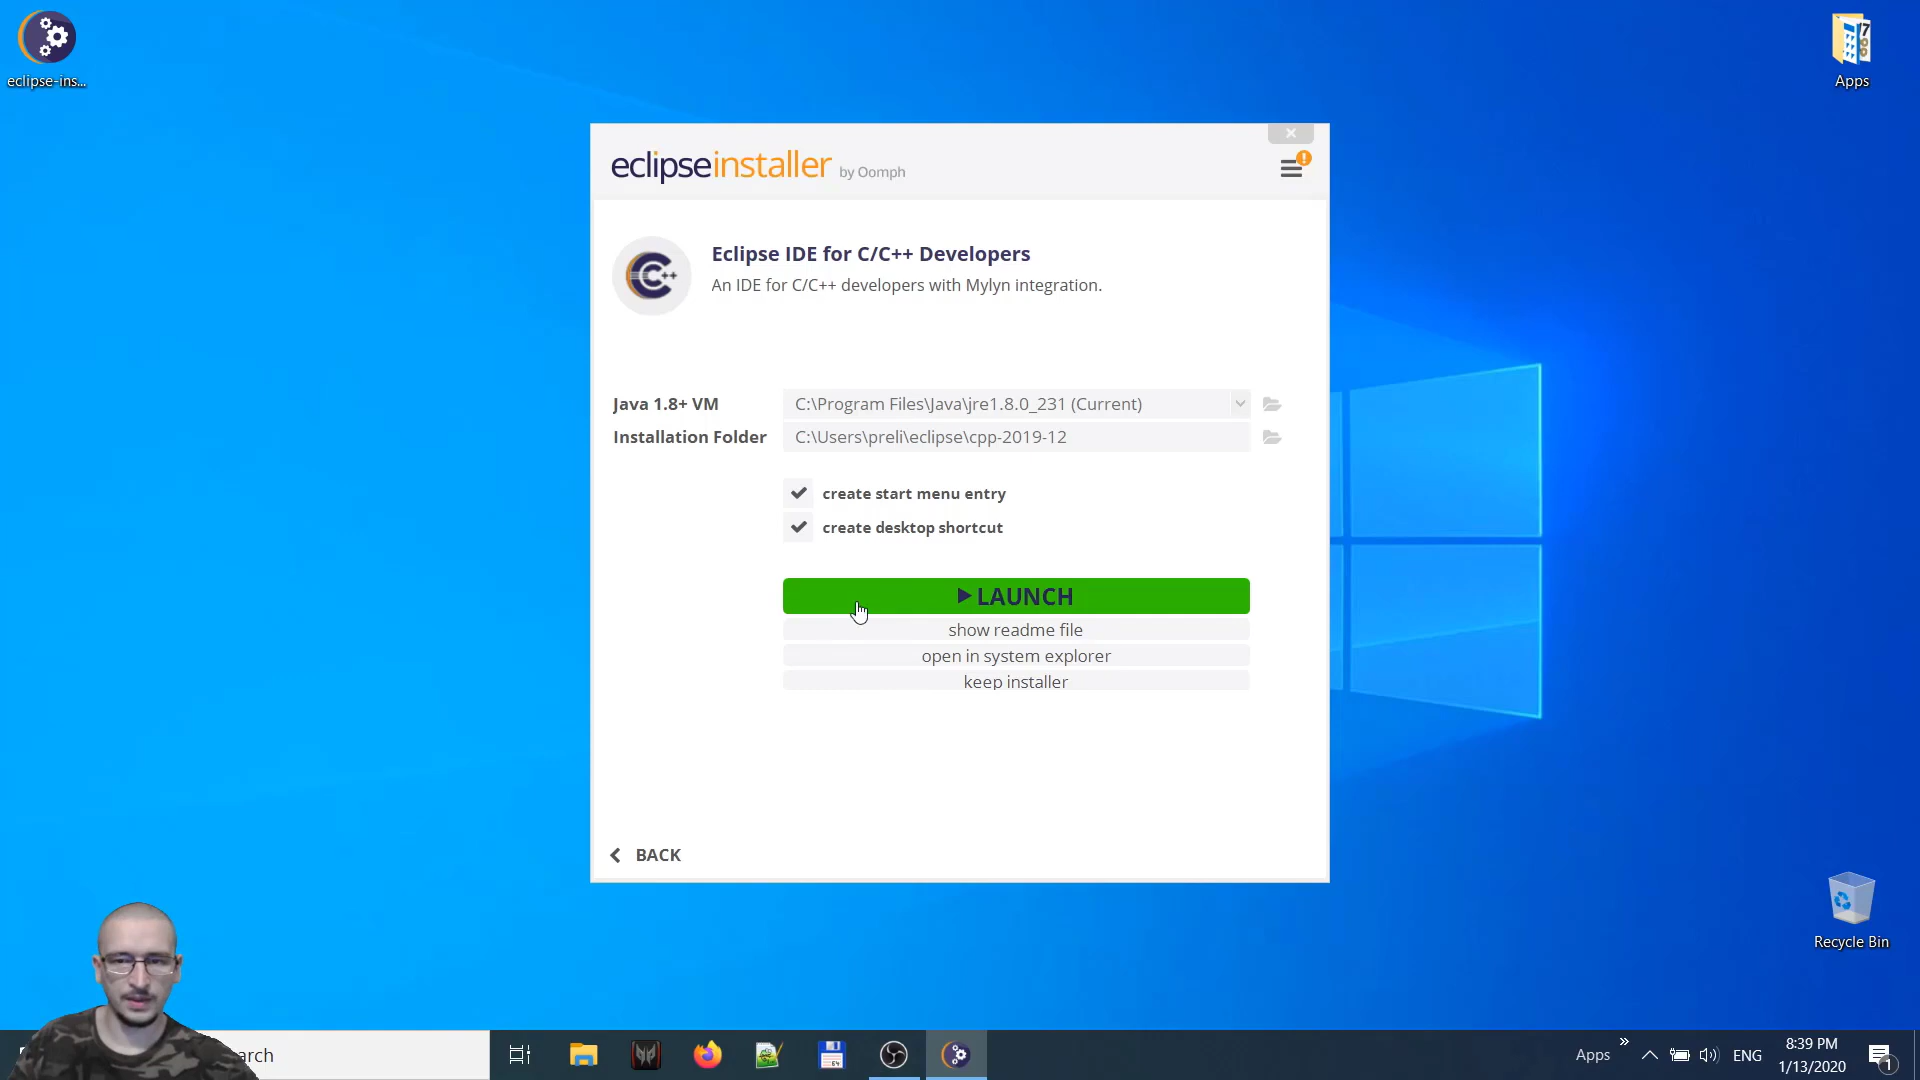 eclipse-ins...
Apps
eclipseinstaller by Oomph
Eclipse IDE for C/C++ Developers
An IDE for C/C++ developers with Mylyn integration.
Java 1.8+ VM
C:\Program Files\Java\jre1.8.0_231 (Current)
Installation Folder
C:\Users\preli\eclipse\cpp-2019-12
create start menu entry
create desktop shortcut
LAUNCH
show readme file
open in system explorer
keep installer
BACK
Recycle Bin
arch
64
Apps
ENG
8:39 PM
1/13/2020
1